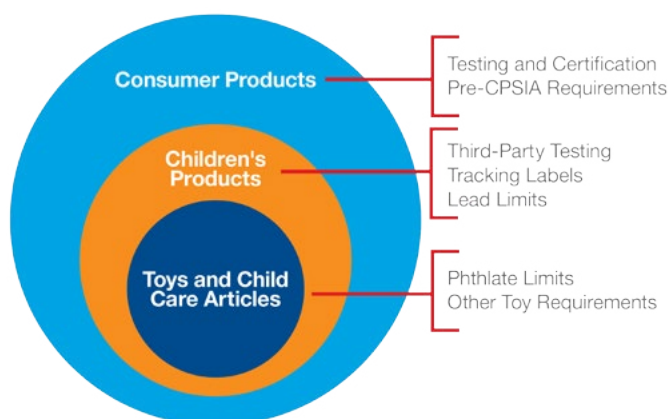 Consumer Products
Testing and Certification
Pre-CPSIA Requirements
Children's
Products
Third-Party Testing
Tracking Labels
Lead Limits
Toys and Child
Care Articles
Phthlate Limits
Other Toy Requirements